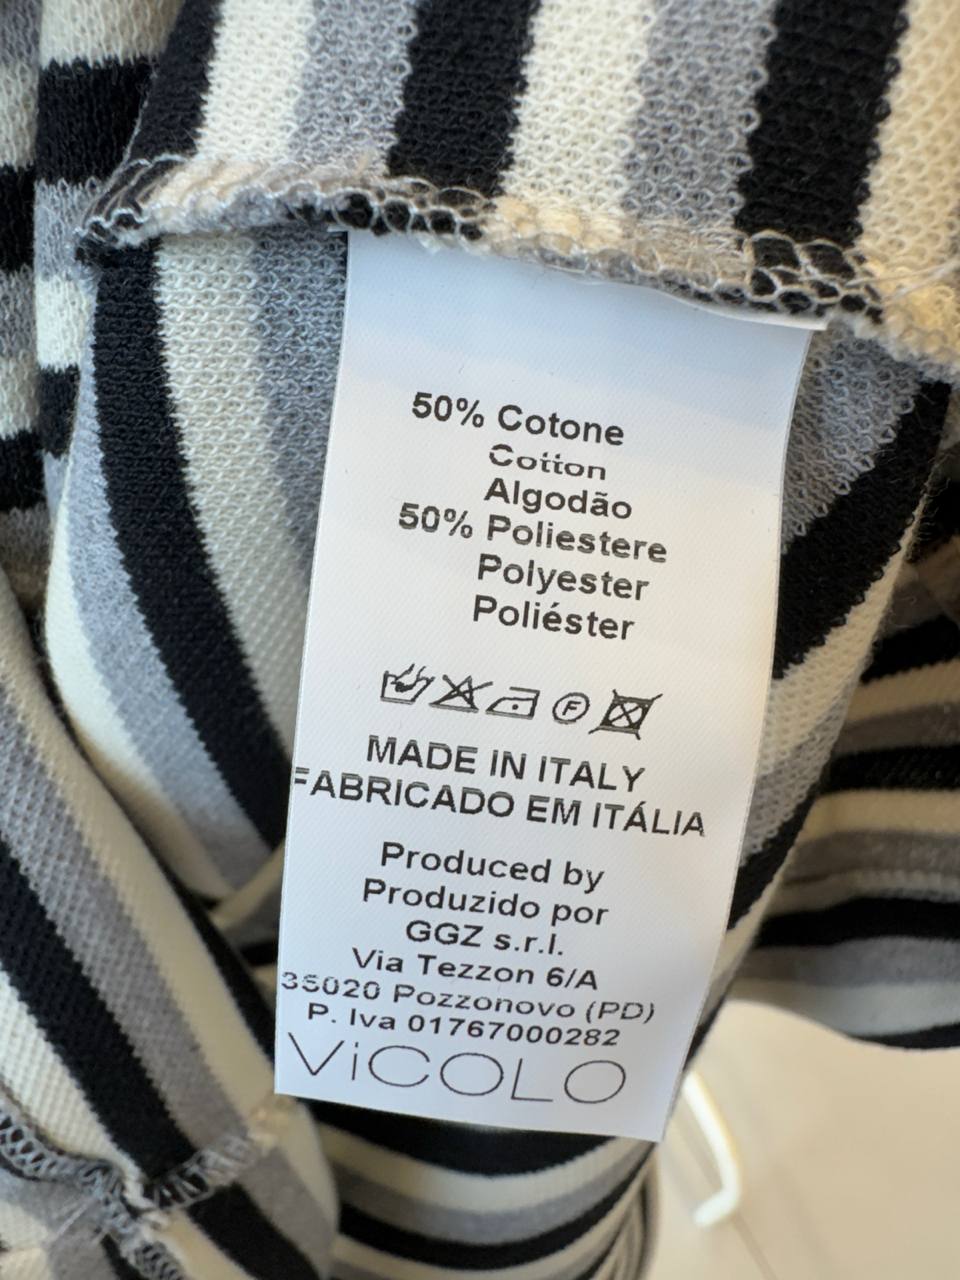 50% Cotone
Cotton
Algodão
50% Poliestere
Polyester
Poliéster
F
MADE IN ITALY
FABRICADO EM ITÁLIA
Produced by
Produzido por
GGZ s.r.l.
Via Tezzon 6/A
35020 Pozzonovo (PD)
P. Iva 01767000282
ViCOLO